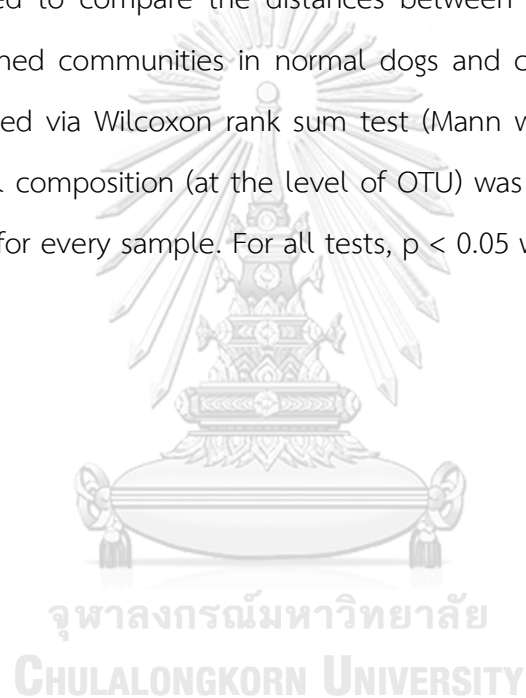 ed to compare the distances between
ned communities in normal dogs and
ed via Wilcoxon rank sum test (Mann
composition (at the level of OTU) was
for every sample. For all tests, p < 0.05
จุฬาลงกรณ์มหาวิทยาลัย
CHULALONGKORN UNIVERSITY